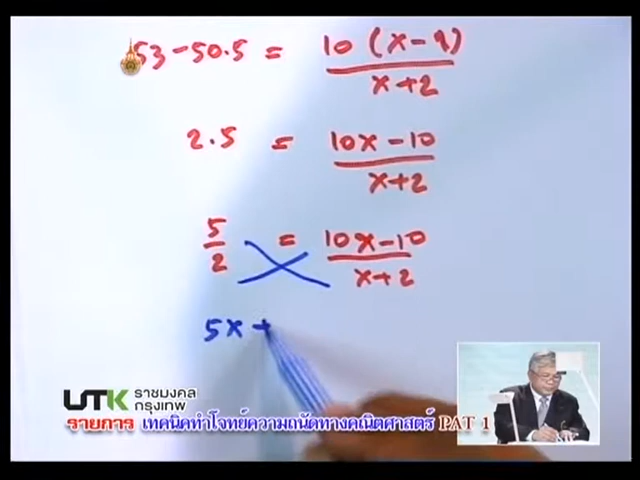 53 - 50.5 = 10 (x - 1) / x + 2
2.5 = 10x - 10 / x + 2
5 / 2 = 10x - 10 / x + 2
5x +
UTK ราชมงคล
กรุงเทพ
รายการ เทคนิคทำโจทย์ความถนัดทางคณิตศาสตร์ PAT 1